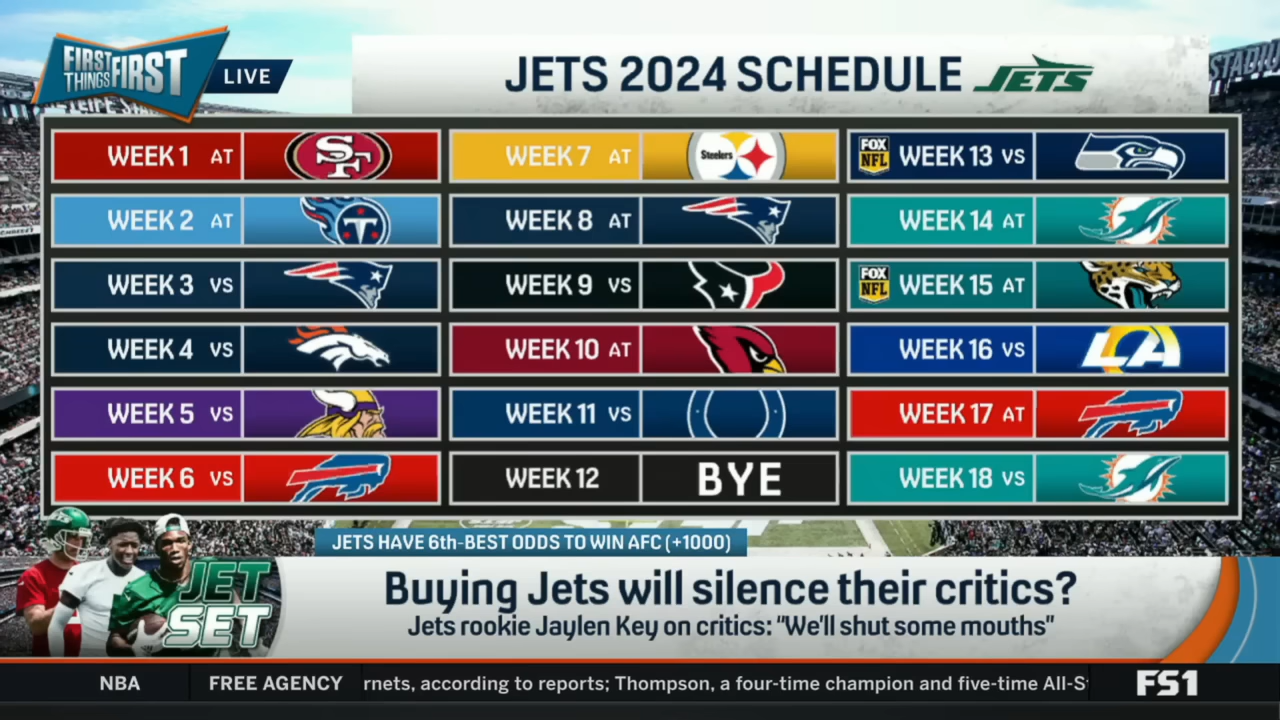 FIRST THINGS FIRST
LIVE
JETS 2024 SCHEDULE JETS
STADIU
WEEK 1 AT SF
WEEK 2 AT T
WEEK 3 VS
WEEK 4 VS
WEEK 5 VS
WEEK 6 VS
WEEK 7 AT Steelers
WEEK 8 AT
WEEK 9 VS
WEEK 10 AT
WEEK 11 VS
WEEK 12 BYE
FOX NFL WEEK 13 VS
WEEK 14 AT
FOX NFL WEEK 15 AT
WEEK 16 VS LA
WEEK 17 AT
WEEK 18 VS
JETS HAVE 6th-BEST ODDS TO WIN AFC (+1000)
JET
SET
Buying Jets will silence their critics?
Jets rookie Jaylen Key on critics: "We'll shut some mouths"
NBA FREE AGENCY rnets, according to reports; Thompson, a four-time champion and five-time All-S
FS1